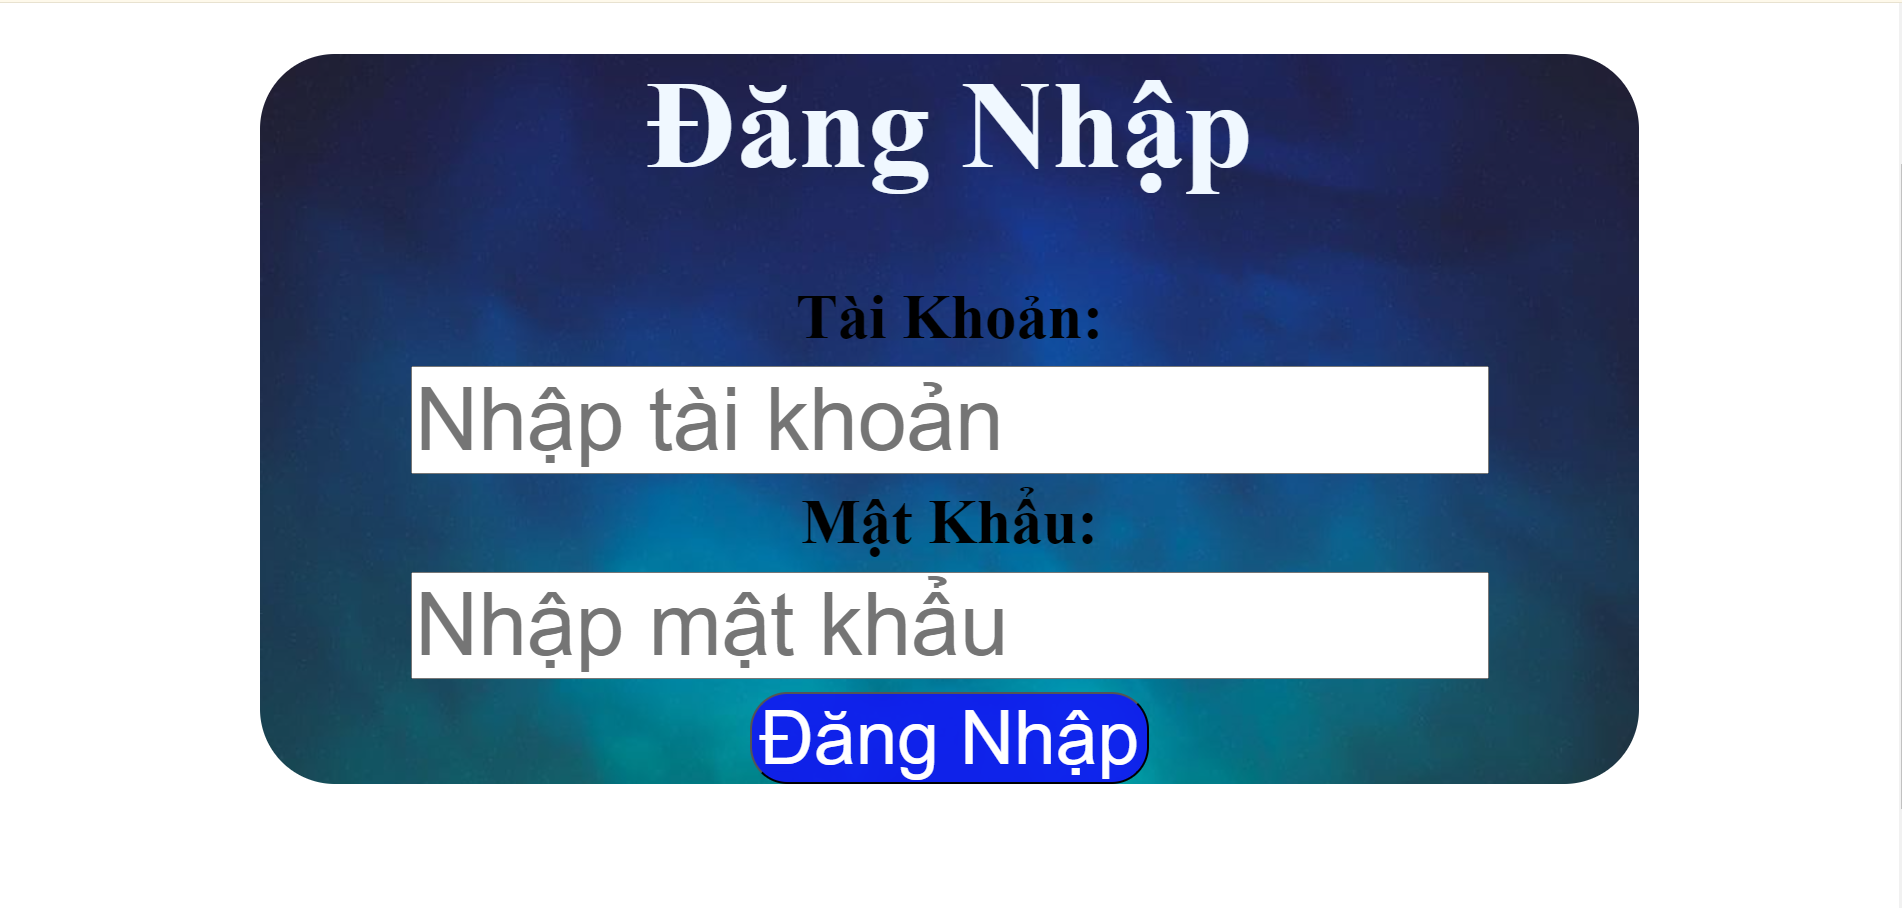 Đăng Nhập
Tài Khoản:
Nhập tài khoản
Mật Khẩu:
Nhập mật khẩu
Đăng Nhập